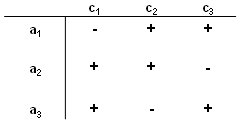 c1 c2 c3
a1 - + +
a2 + + -
a3 + - +